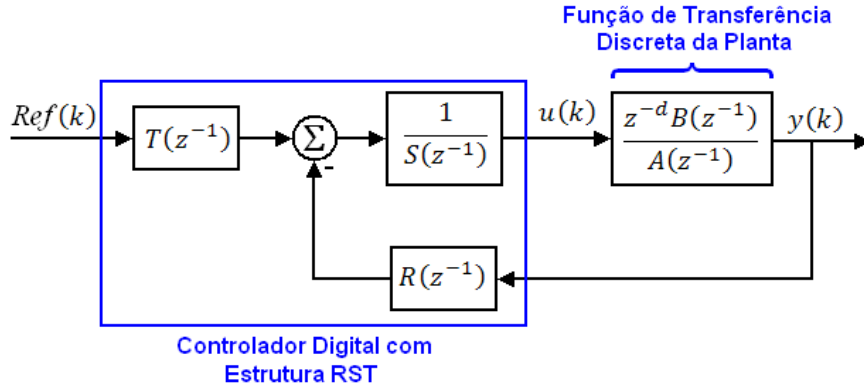 Função de Transferência
Discreta da Planta
Ref(k)
T(z⁻¹)
Σ
-
1
S(z⁻¹)
u(k)
z⁻ᵈB(z⁻¹)
A(z⁻¹)
y(k)
R(z⁻¹)
Controlador Digital com
Estrutura RST